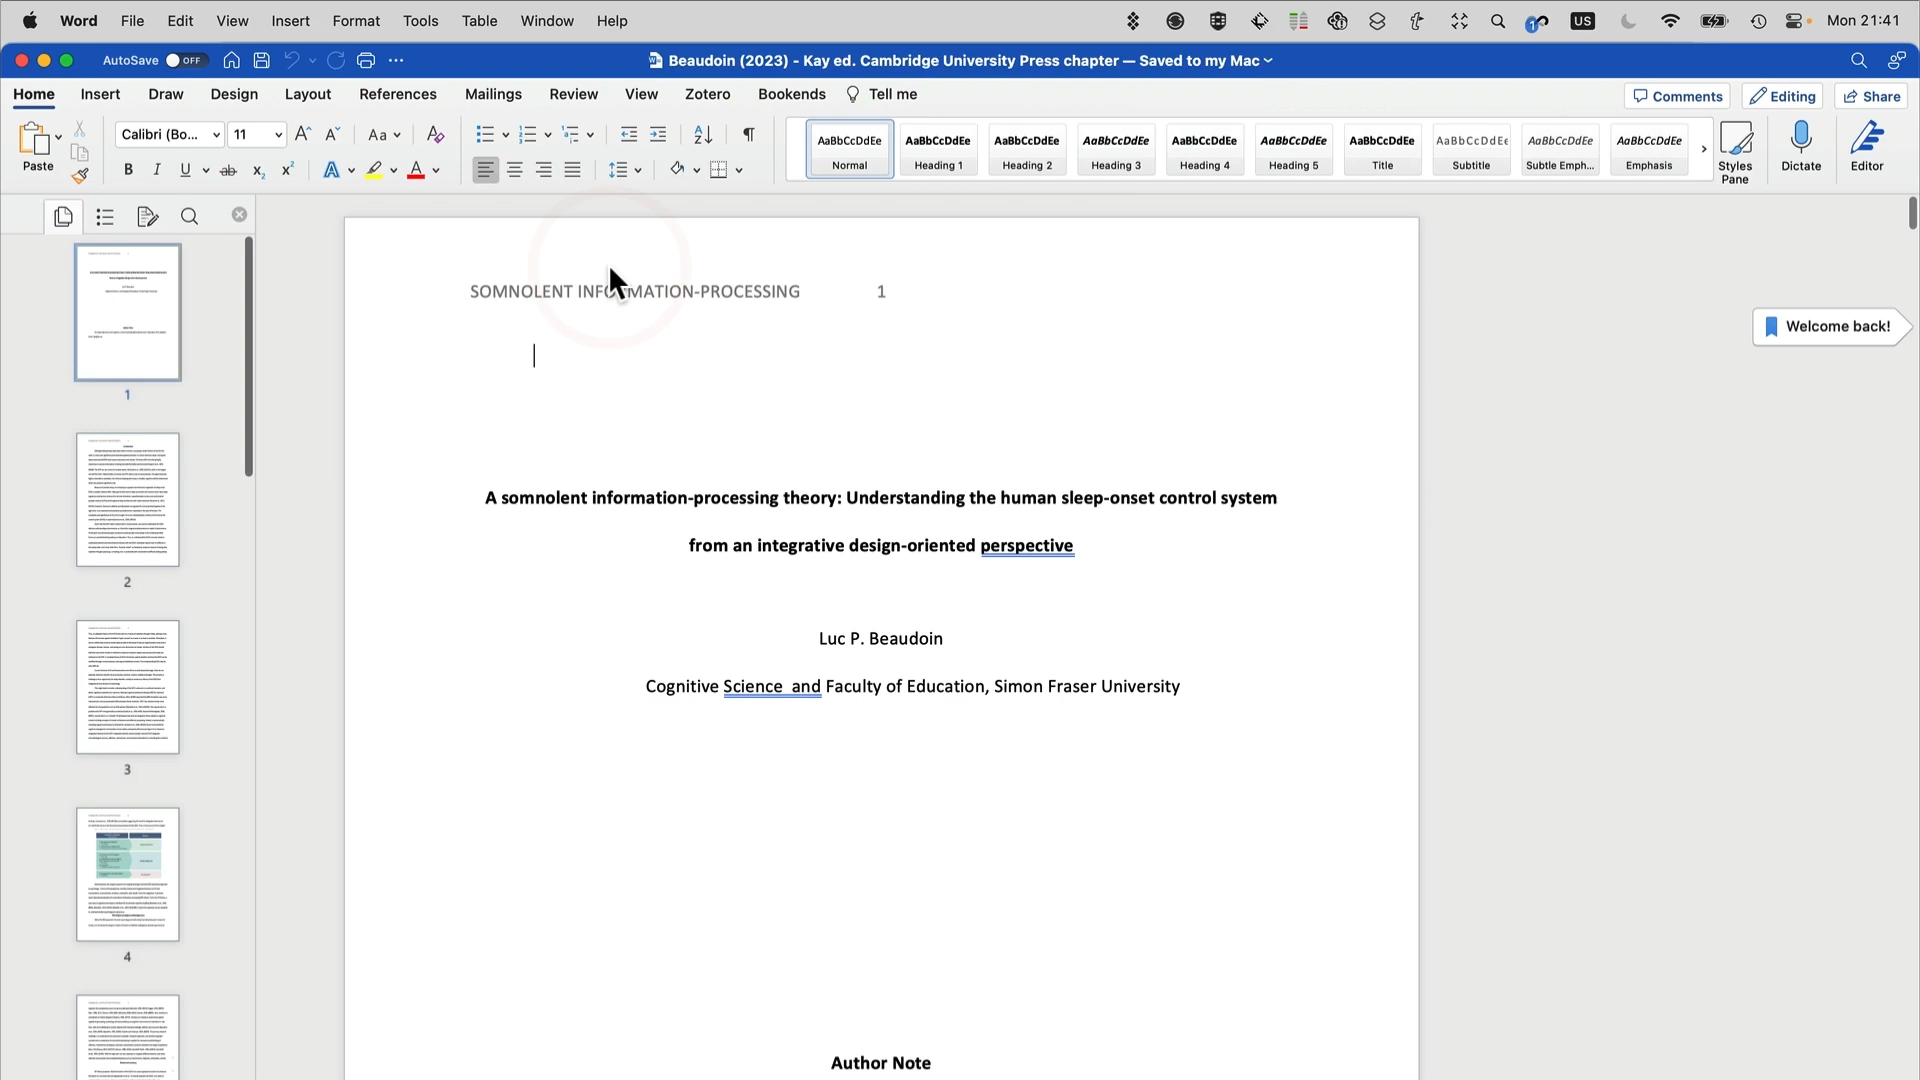 Word File Edit View Insert Format Tools Table Window Help 1 US Mon 21:41
AutoSave OFF Beaudoin (2023) - Kay ed. Cambridge University Press chapter — Saved to my Mac
Home Insert Draw Design Layout References Mailings Review View Zotero Bookends Tell me Comments Editing Share
Paste
Calibri (Bo... 11 Aa
B I U ab x2 x2 A A
AaBbCcDdEe AaBbCcDdEe AaBbCcDdEe AaBbCcDdEe AaBbCcDdEe AaBbCcDdEe AaBbCcDdEe AaBbCcDdEe AaBbCcDdEe AaBbCcDdEe
Normal Heading 1 Heading 2 Heading 3 Heading 4 Heading 5 Title Subtitle Subtle Emph... Emphasis
Styles Pane
Dictate
Editor
SOMNOLENT INFORMATION-PROCESSING 1
Welcome back!
A somnolent information-processing theory: Understanding the human sleep-onset control system
from an integrative design-oriented perspective
Luc P. Beaudoin
Cognitive Science and Faculty of Education, Simon Fraser University
Author Note
1
2
3
4